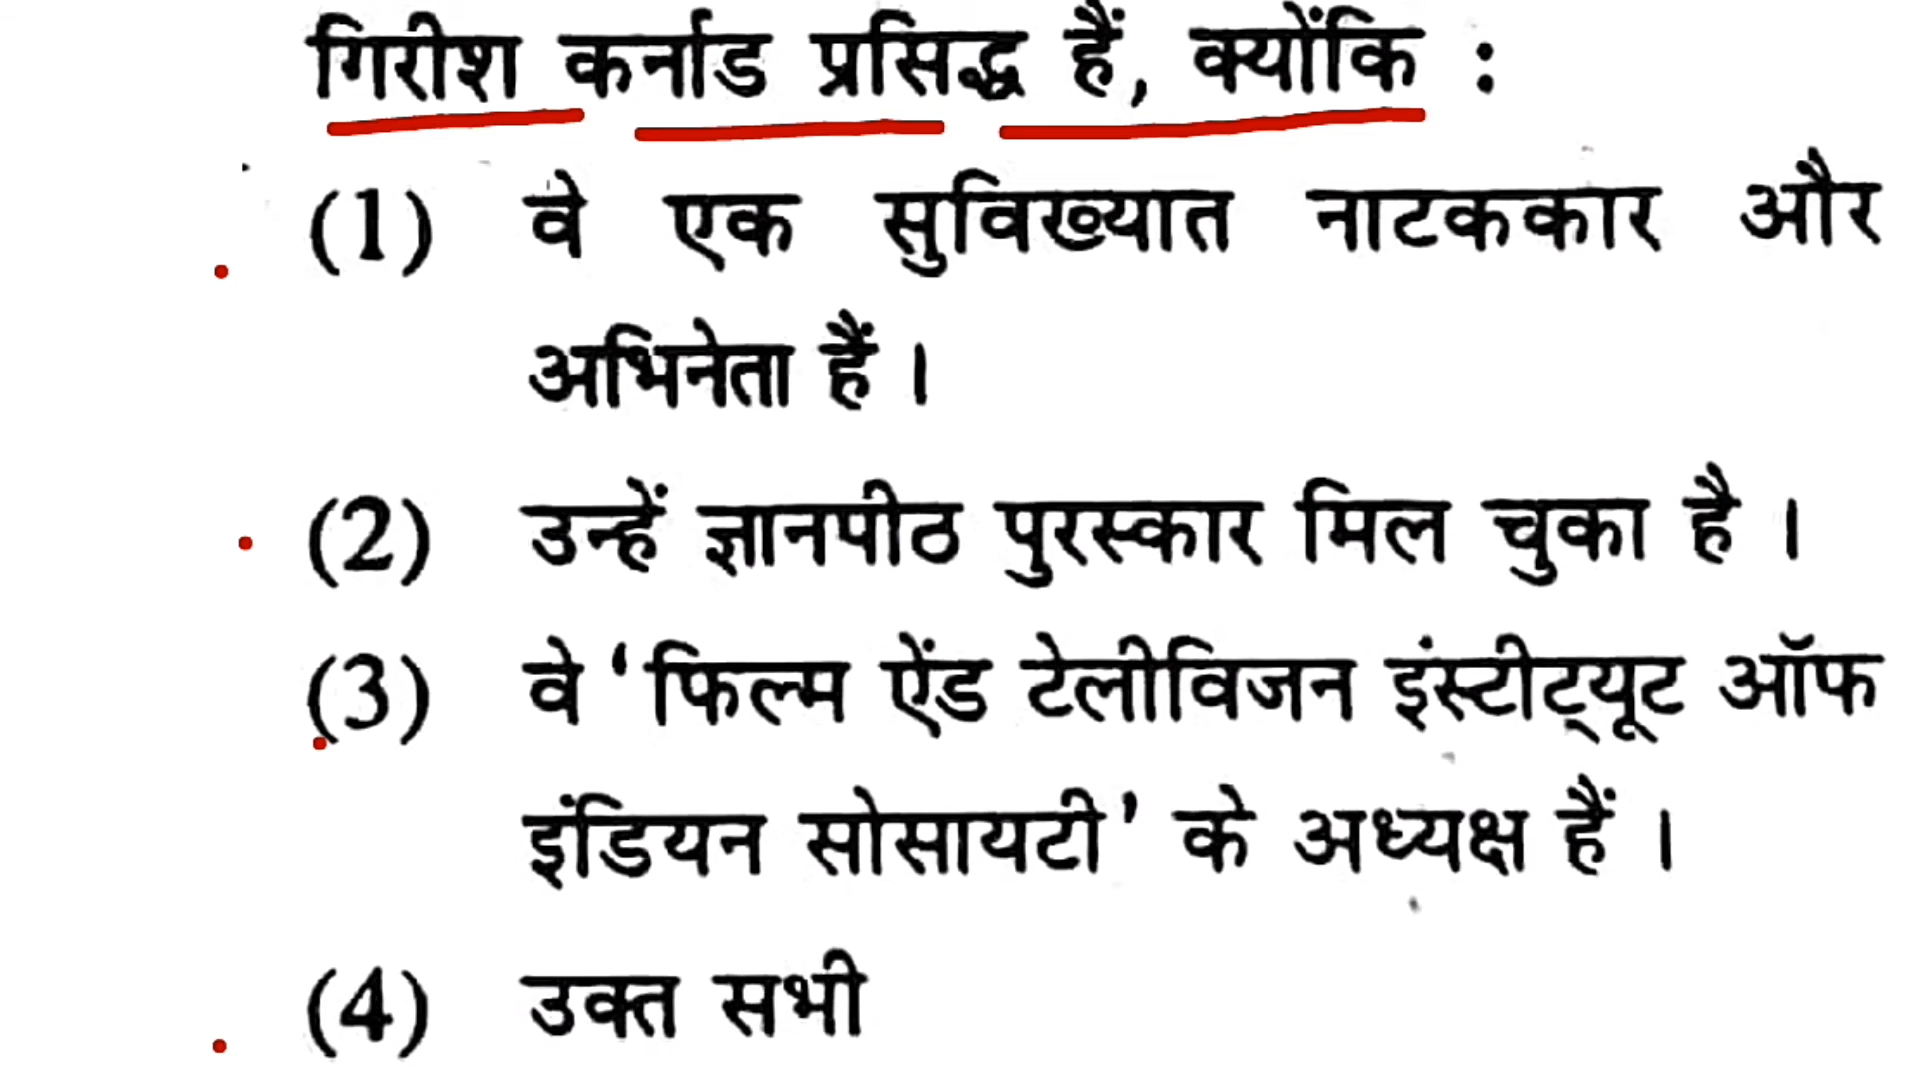 गिरीश कर्नाड प्रसिद्ध हैं, क्योंकि :
(1) वे एक सुविख्यात नाटककार और
अभिनेता हैं ।
(2) उन्हें ज्ञानपीठ पुरस्कार मिल चुका है ।
(3) वे ‘फिल्म ऐंड टेलीविजन इंस्टीट्यूट ऑफ
इंडियन सोसायटी’ के अध्यक्ष हैं ।
(4) उक्त सभी